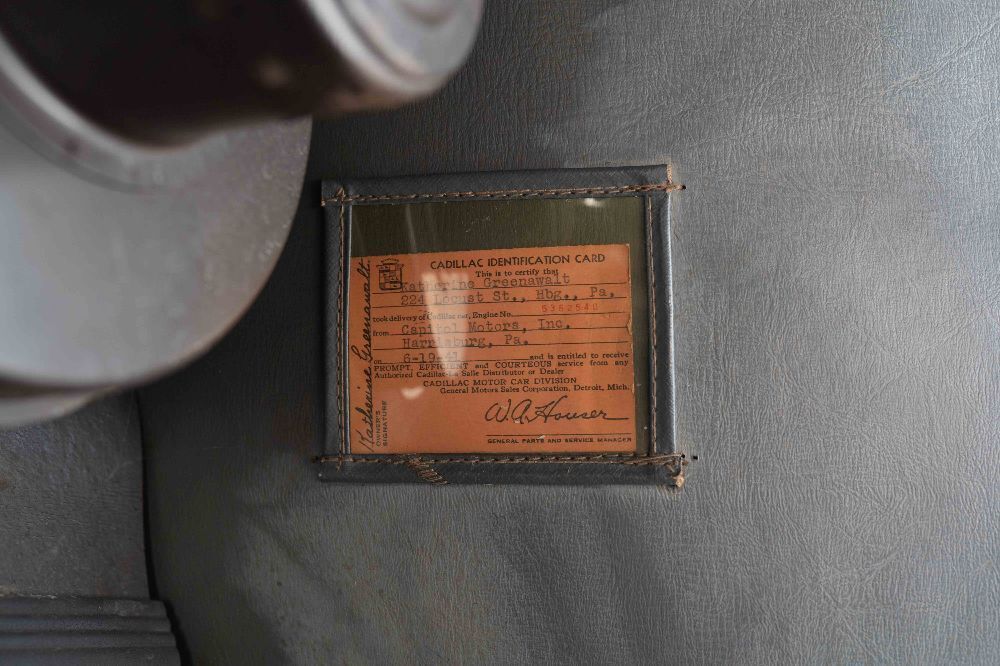 CADILLAC IDENTIFICATION CARD
This is to certify that
Katherine Greenawalt
224 Locust St., Hbg., Pa.
took delivery of Cadillac car, Engine No. 5362540
from Capitol Motors, Inc.
Harrisburg, Pa.
on 6-19-41 and is entitled to receive
PROMPT, EFFICIENT and COURTEOUS service from any
Authorized Cadillac-La Salle Distributor or Dealer
CADILLAC MOTOR CAR DIVISION
General Motors Sales Corporation, Detroit, Mich.
W. A. Houser
GENERAL PARTS AND SERVICE MANAGER
Katherine Greenawalt
OWNER'S
SIGNATURE